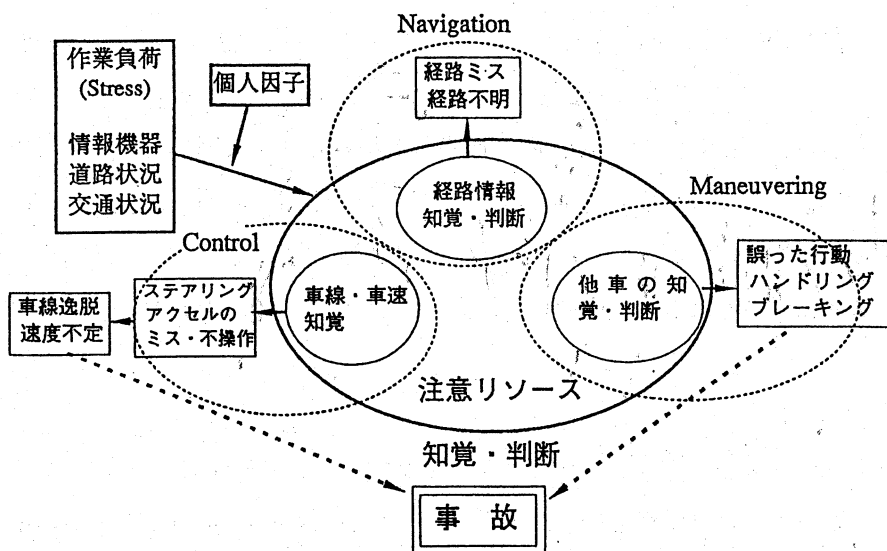 Navigation
作業負荷
(Stress)
情報機器
道路状況
交通状況
個人因子
経路ミス
経路不明
経路情報
知覚・判断
Maneuvering
Control
誤った行動
ハンドリング
ブレーキング
他車の知
覚・判断
車線・車速
知覚
ステアリング
アクセルの
ミス・不操作
車線逸脱
速度不定
注意リソース
知覚・判断
事 故